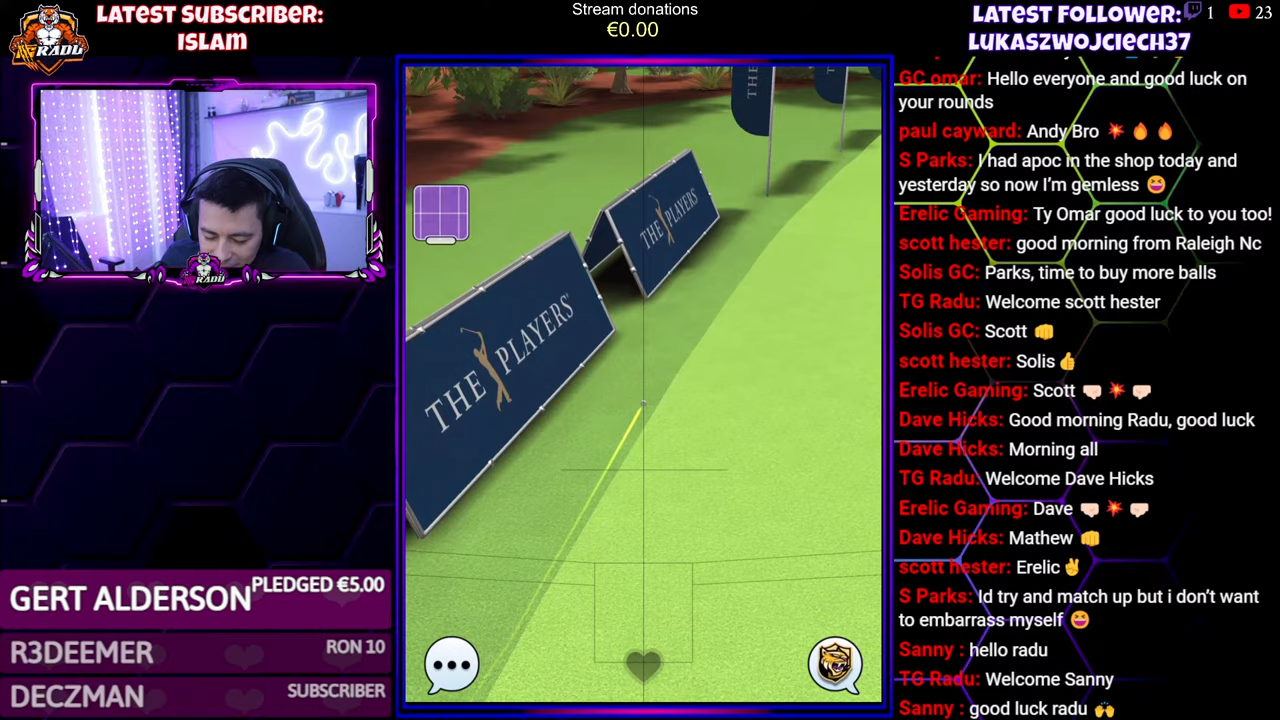 LATEST SUBSCRIBER:
ISLAM
RADU
Stream donations
€0.00
LATEST FOLLOWER:
LUKASZWOJCIECH37
1
23
RADU
THE PLAYERS
THE PLAYERS
GERT ALDERSON
PLEDGED €5.00
R3DEEMER
RON 10
DECZMAN
SUBSCRIBER
GC omar: Hello everyone and good luck on
your rounds
paul cayward: Andy Bro 💥 🔥 🔥
S Parks: I had apoc in the shop today and
yesterday so now I'm gemless 😆
Erelic Gaming: Ty Omar good luck to you too!
scott hester: good morning from Raleigh Nc
Solis GC: Parks, time to buy more balls
TG Radu: Welcome scott hester
Solis GC: Scott 👊
scott hester: Solis👍
Erelic Gaming: Scott 🤜🏻 💥 🤛🏻
Dave Hicks: Good morning Radu, good luck
Dave Hicks: Morning all
TG Radu: Welcome Dave Hicks
Erelic Gaming: Dave 🤜🏻 💥 🤛🏻
Dave Hicks: Mathew 👊
scott hester: Erelic✌️
S Parks: Id try and match up but i don't want
to embarrass myself 😆
Sanny : hello radu
TG Radu: Welcome Sanny
Sanny : good luck radu 🙌